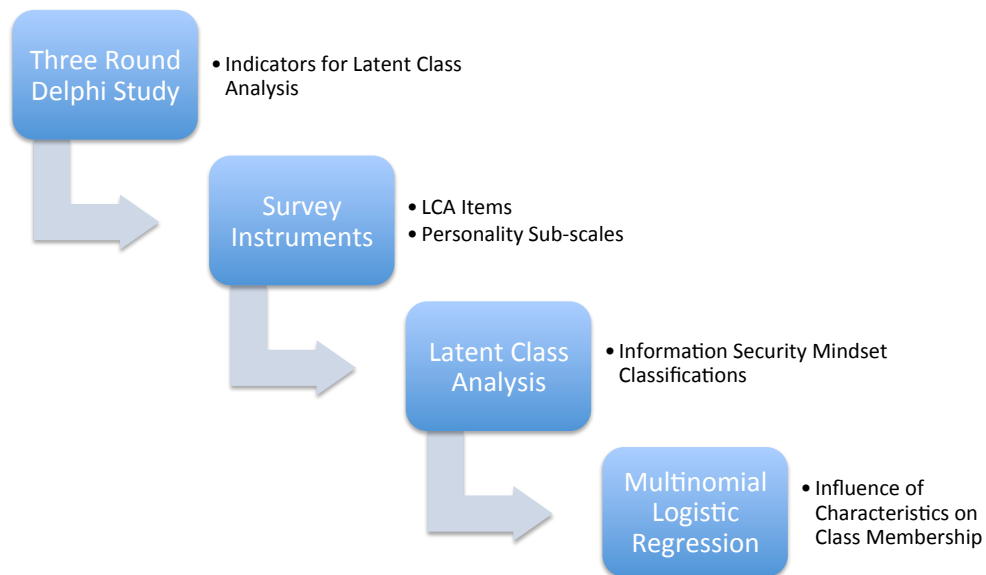 Three Round
Delphi Study
• Indicators for Latent Class
Analysis
Survey
Instruments
• LCA Items
• Personality Sub-scales
Latent Class
Analysis
• Information Security Mindset
Classifications
Multinomial
Logistic
Regression
• Influence of
Characteristics on
Class Membership